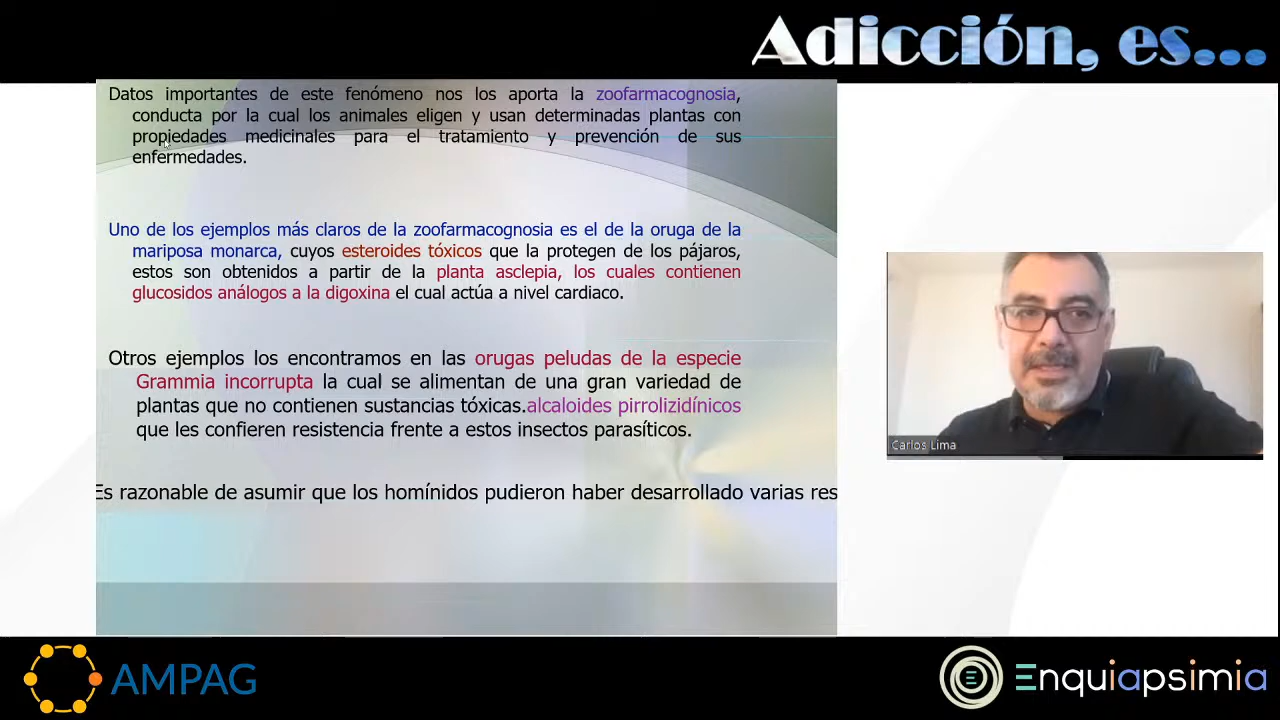 Adicción, es...
Datos importantes de este fenómeno nos los aporta la zoofarmacognosia,
conducta por la cual los animales eligen y usan determinadas plantas con
propiedades medicinales para el tratamiento y prevención de sus
enfermedades.
Uno de los ejemplos más claros de la zoofarmacognosia es el de la oruga de la
mariposa monarca, cuyos esteroides tóxicos que la protegen de los pájaros,
estos son obtenidos a partir de la planta asclepia, los cuales contienen
glucosidos análogos a la digoxina el cual actúa a nivel cardiaco.
Otros ejemplos los encontramos en las orugas peludas de la especie
Grammia incorrupta la cual se alimentan de una gran variedad de
plantas que no contienen sustancias tóxicas.alcaloides pirrolizidínicos
que les confieren resistencia frente a estos insectos parasíticos.
Es razonable de asumir que los homínidos pudieron haber desarrollado varias res
Carlos Lima
AMPAG
Enquiapsimia